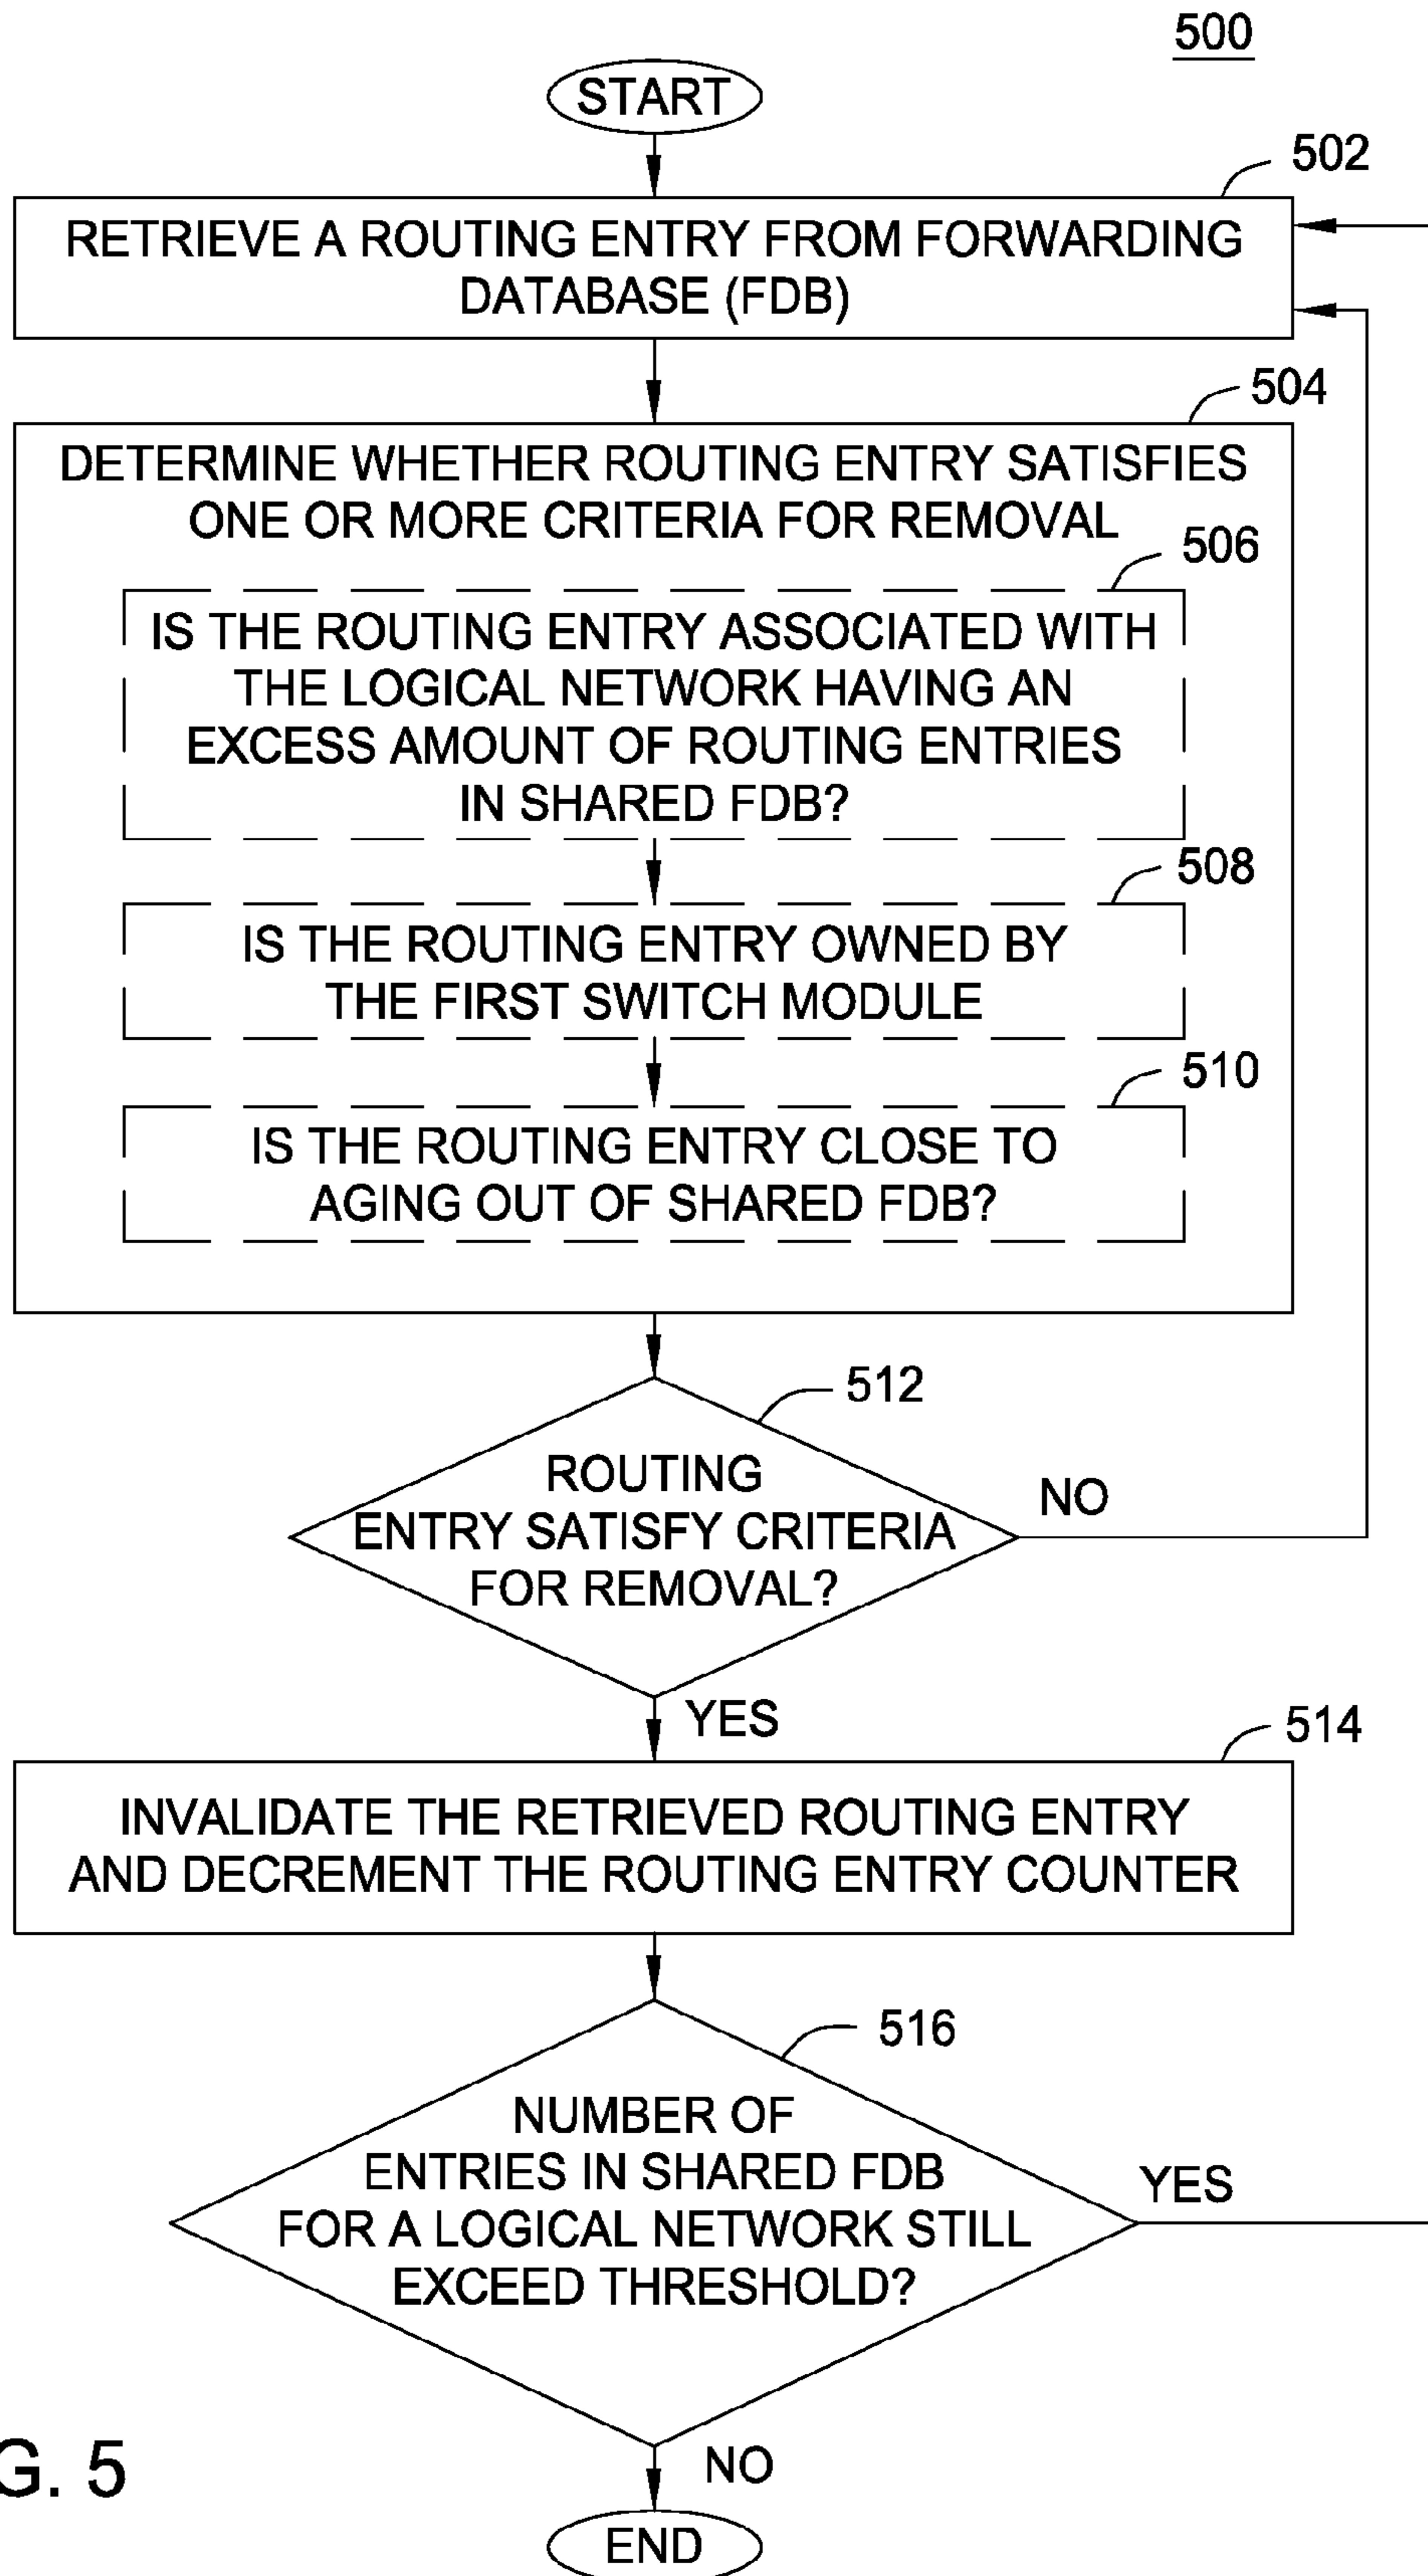 500
START
502
RETRIEVE A ROUTING ENTRY FROM FORWARDING
DATABASE (FDB)
504
DETERMINE WHETHER ROUTING ENTRY SATISFIES
ONE OR MORE CRITERIA FOR REMOVAL
506
IS THE ROUTING ENTRY ASSOCIATED WITH
THE LOGICAL NETWORK HAVING AN
EXCESS AMOUNT OF ROUTING ENTRIES
IN SHARED FDB?
508
IS THE ROUTING ENTRY OWNED BY
THE FIRST SWITCH MODULE
510
IS THE ROUTING ENTRY CLOSE TO
AGING OUT OF SHARED FDB?
512
ROUTING
ENTRY SATISFY CRITERIA
FOR REMOVAL?
NO
YES
514
INVALIDATE THE RETRIEVED ROUTING ENTRY
AND DECREMENT THE ROUTING ENTRY COUNTER
516
NUMBER OF
ENTRIES IN SHARED FDB
FOR A LOGICAL NETWORK STILL
EXCEED THRESHOLD?
YES
NO
G. 5
END